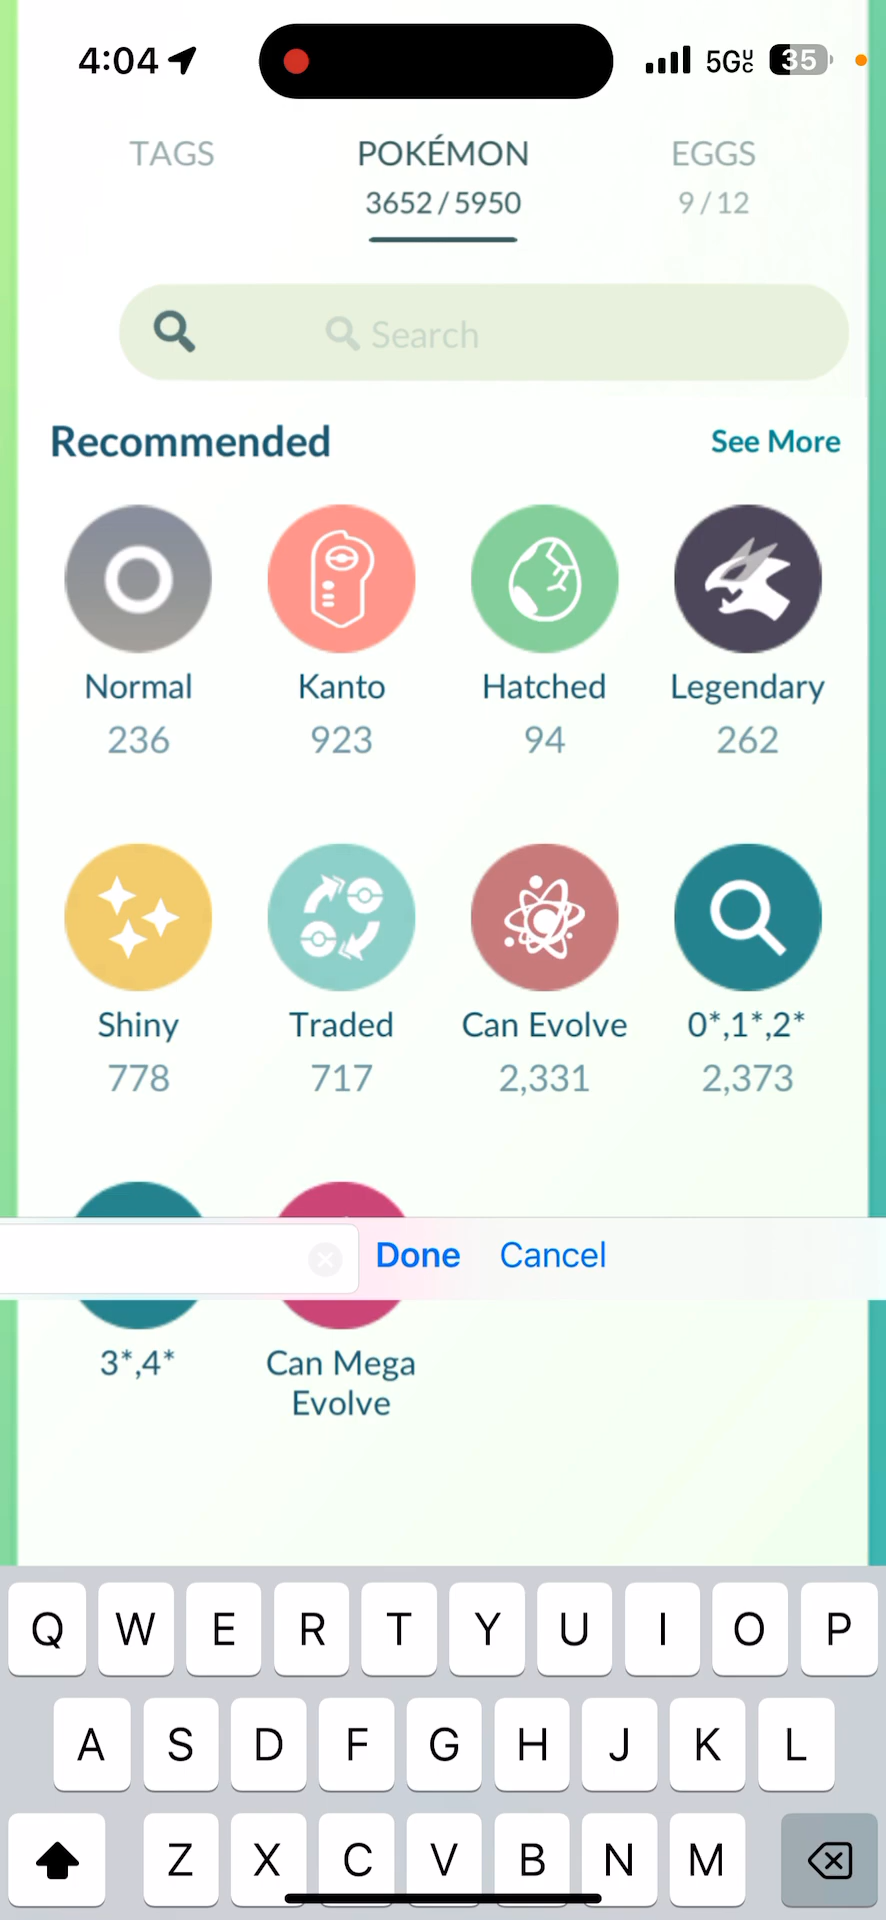 4:04
5GUC 35
TAGS POKÉMON EGGS
3652 / 5950 9 / 12
Search
Recommended See More
Normal Kanto Hatched Legendary
236 923 94 262
Shiny Traded Can Evolve 0*,1*,2*
778 717 2,331 2,373
Done Cancel
3*,4* Can Mega
Evolve
Q W E R T Y U I O P
A S D F G H J K L
Z X C V B N M